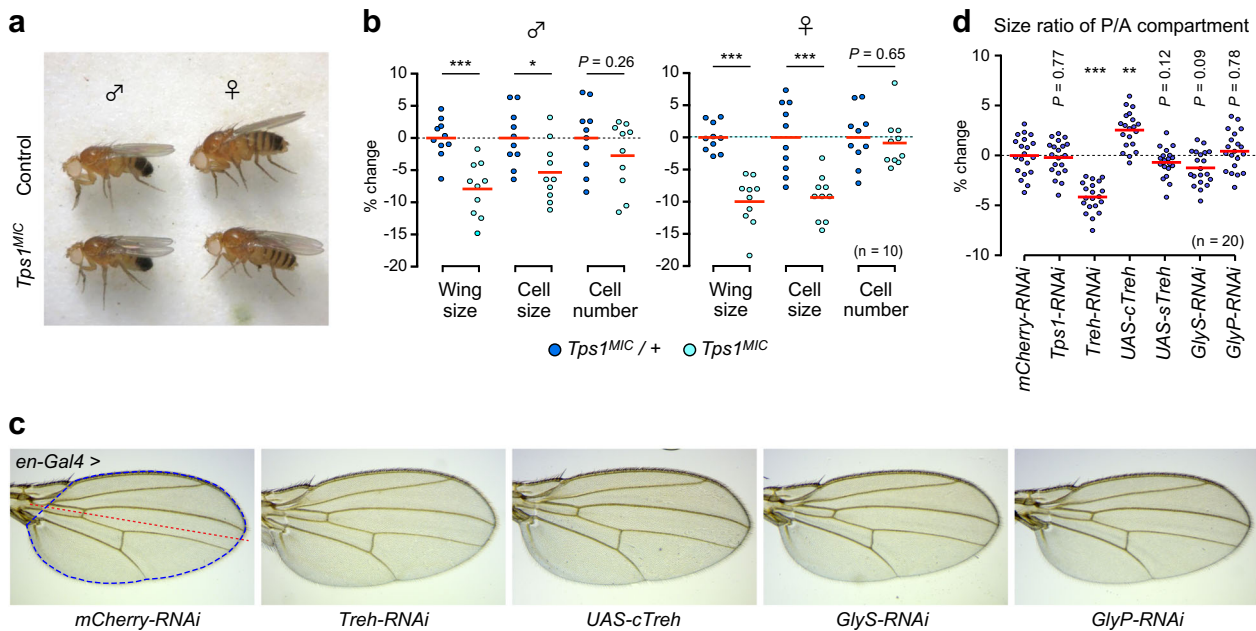 a
♂
♀
Control
Tps1MIC
b
♂
♀
% change
10
5
0
-5
-10
-15
-20
***
*
P = 0.26
Wing size
Cell size
Cell number
10
5
0
-5
-10
-15
-20
***
***
P = 0.65
(n = 10)
Wing size
Cell size
Cell number
Tps1MIC / +
Tps1MIC
d
Size ratio of P/A compartment
% change
10
5
0
-5
-10
P = 0.77
***
**
P = 0.12
P = 0.09
P = 0.78
(n = 20)
mCherry-RNAi
Tps1-RNAi
Treh-RNAi
UAS-cTreh
UAS-sTreh
GlyS-RNAi
GlyP-RNAi
c
en-Gal4 >
mCherry-RNAi
Treh-RNAi
UAS-cTreh
GlyS-RNAi
GlyP-RNAi